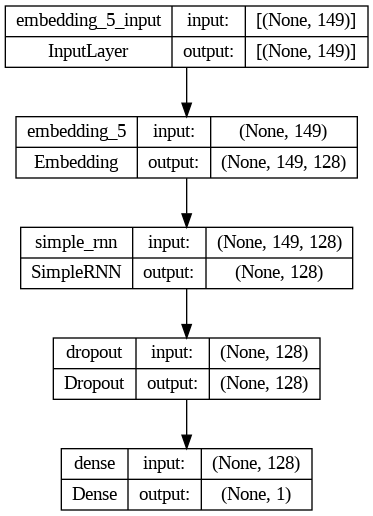 embedding_5_input input: [(None, 149)]
InputLayer output: [(None, 149)]
embedding_5 input: (None, 149)
Embedding output: (None, 149, 128)
simple_rnn input: (None, 149, 128)
SimpleRNN output: (None, 128)
dropout input: (None, 128)
Dropout output: (None, 128)
dense input: (None, 128)
Dense output: (None, 1)